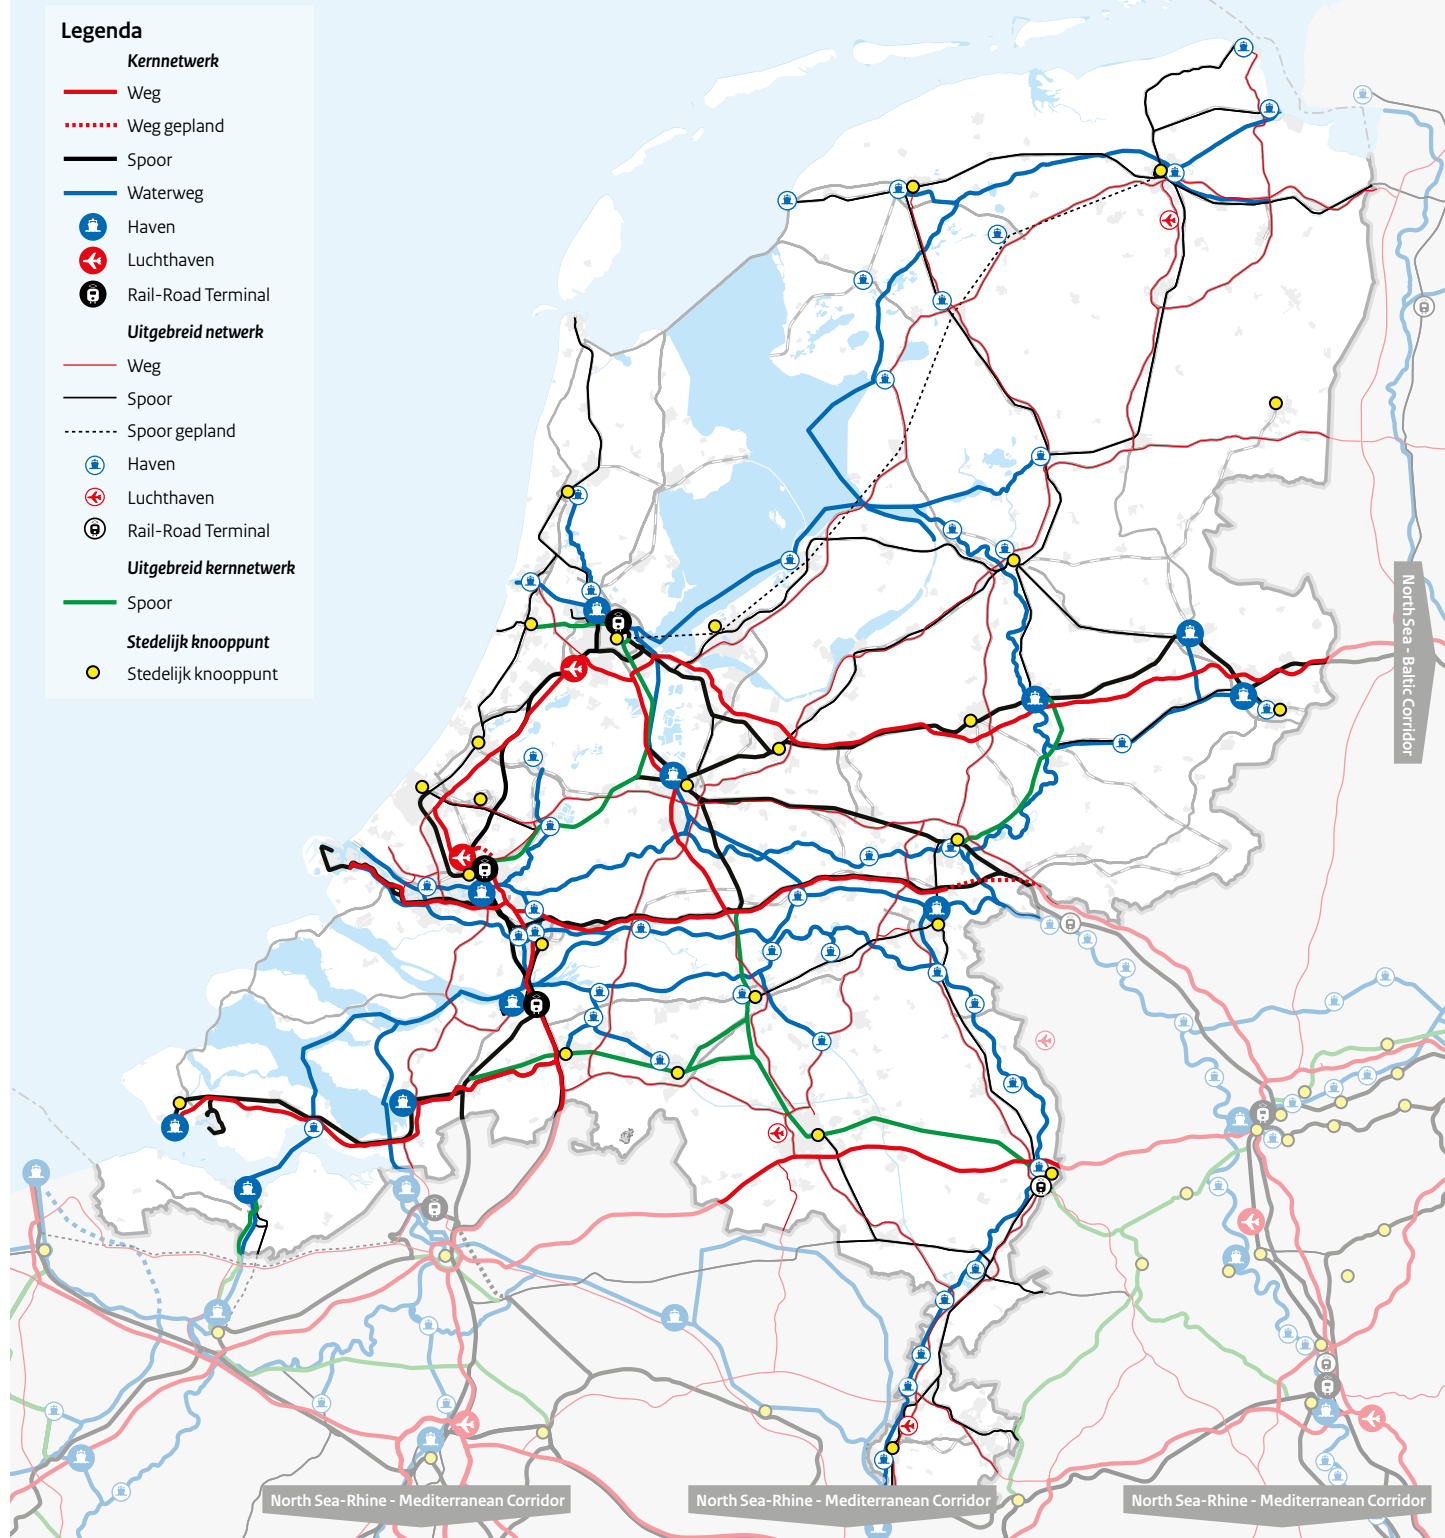 Legenda
Kernnetwerk
Weg
Weg gepland
Spoor
Waterweg
Haven
Luchthaven
Rail-Road Terminal
Uitgebreid netwerk
Weg
Spoor
Spoor gepland
Haven
Luchthaven
Rail-Road Terminal
Uitgebreid kernnetwerk
Spoor
Stedelijk knooppunt
Stedelijk knooppunt
North Sea - Baltic Corridor
North Sea-Rhine - Mediterranean Corridor
North Sea-Rhine - Mediterranean Corridor
North Sea-Rhine - Mediterranean Corridor